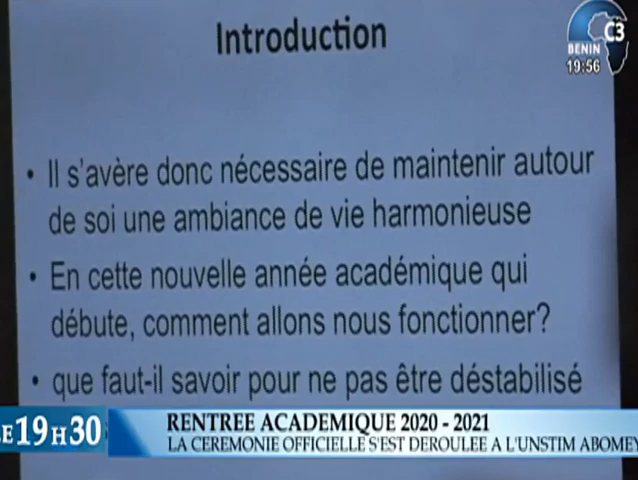 Introduction
C3
BENIN
19:56
• Il s'avère donc nécessaire de maintenir autour
de soi une ambiance de vie harmonieuse
• En cette nouvelle année académique qui
débute, comment allons nous fonctionner?
• que faut-il savoir pour ne pas être déstabilisé
LE 19H30
RENTREE ACADEMIQUE 2020 - 2021
LA CEREMONIE OFFICIELLE S'EST DEROULEE A L'UNSTIM ABOMEY